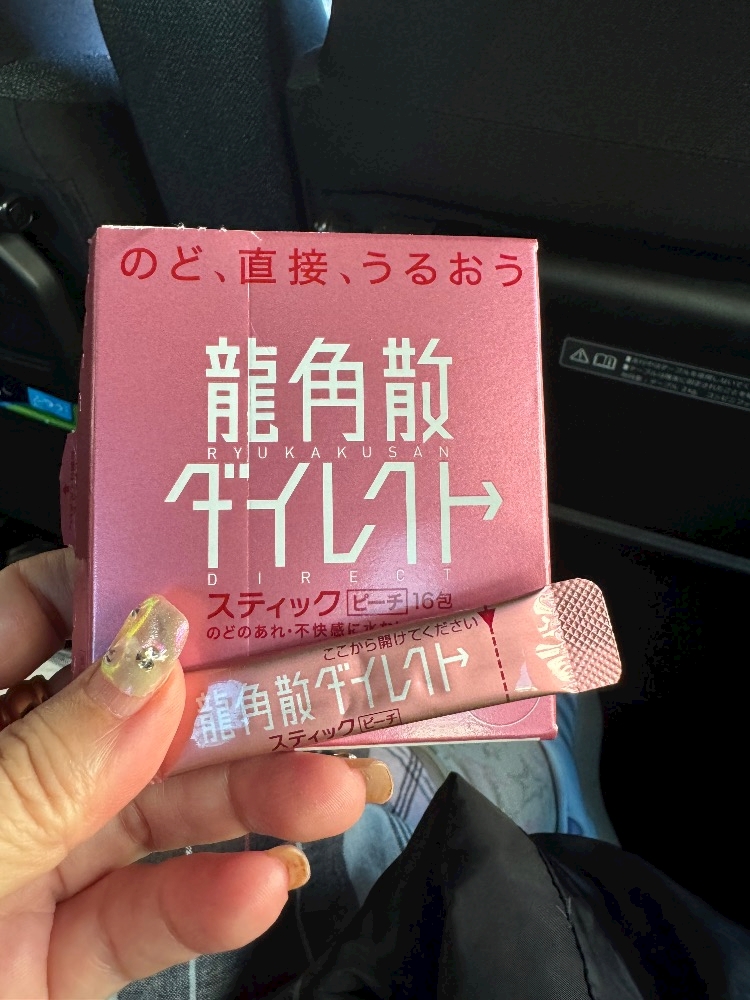 のど、直接、うるおう
龍角散
RYUKAKUSAN
ダイレクト
DIRECT
スティック ピーチ 16包
のどのあれ・不快感に
ここから開けてください
龍角散ダイレクト
スティック ピーチ